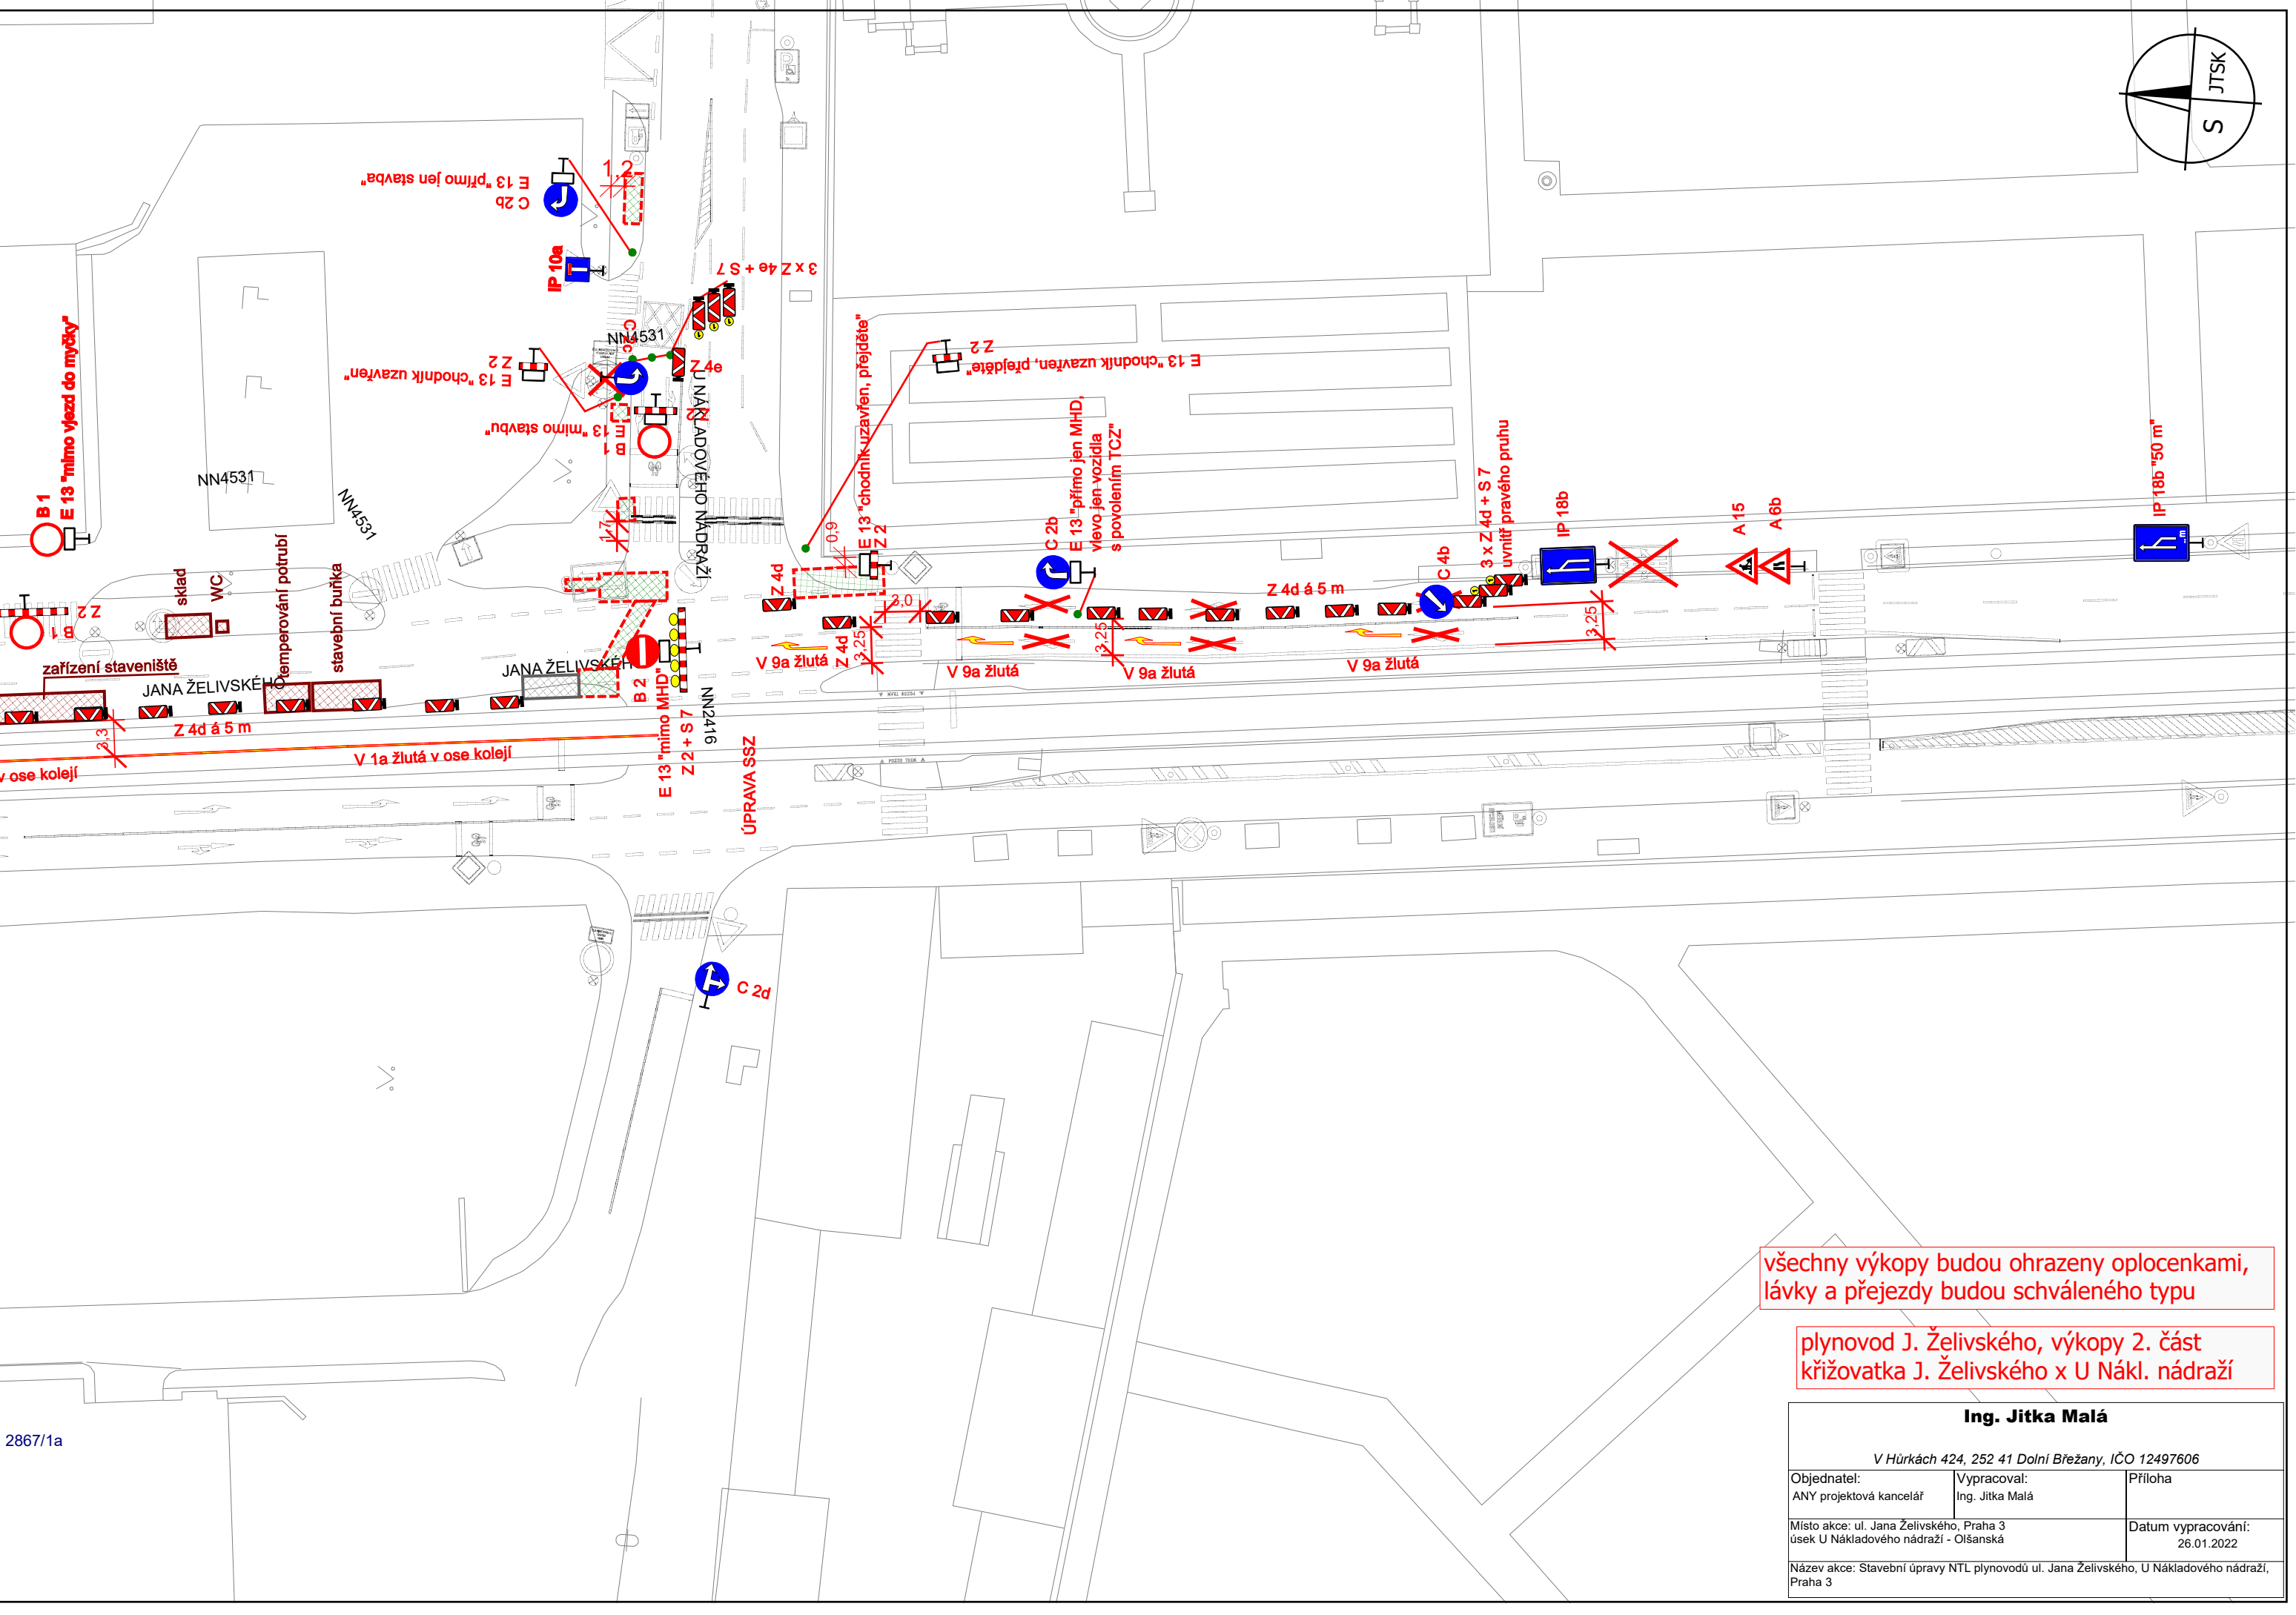 S JTSK
1,2
E 13 "přímo jen stavba"
C 2b
IP 10a
3 x Z 4e + S 7
NN4531
Z 4e
Z 2
E 13 "chodník uzavřen"
Z 2
E 13 "mimo stavbu"
B 1
U NÁKLADOVÉHO NÁDRAŽÍ
1,7
B 1
E 13 "mimo vjezd do myčky"
NN4531
NN4531
Z 2
B 1
sklad
WC
temperování potrubí
stavební buňka
zařízení staveniště
JANA ŽELIVSKÉHO
JANA ŽELIVSKÉH
3,3
Z 4d á 5 m
v ose kolejí
V 1a žlutá v ose kolejí
B 2
E 13 "mimo MHD"
Z 2 + S 7
NN2416
ÚPRAVA SSZ
Z 4d
0,9
E 13 "chodník uzavřen, přejděte"
Z 2
Z 2
E 13 "chodník uzavřen, přejděte"
3,0
Z 4d
3,25
V 9a žlutá
V 9a žlutá
V 9a žlutá
V 9a žlutá
C 2b
E 13 "přímo jen MHD,
vlevo jen vozidla
s povolením TCZ"
3,25
Z 4d á 5 m
C 4b
3 x Z 4d + S 7
uvnitř pravého pruhu
IP 18b
3,25
A 15
A 6b
IP 18b "50 m"
C 2d
2867/1a
všechny výkopy budou ohrazeny oplocenkami,
lávky a přejezdy budou schváleného typu
plynovod J. Želivského, výkopy 2. část
křižovatka J. Želivského x U Nákl. nádraží
Ing. Jitka Malá
V Hůrkách 424, 252 41 Dolní Břežany, IČO 12497606
Objednatel:
ANY projektová kancelář
Vypracoval:
Ing. Jitka Malá
Příloha
Místo akce: ul. Jana Želivského, Praha 3
úsek U Nákladového nádraží - Olšanská
Datum vypracování:
26.01.2022
Název akce: Stavební úpravy NTL plynovodů ul. Jana Želivského, U Nákladového nádraží,
Praha 3